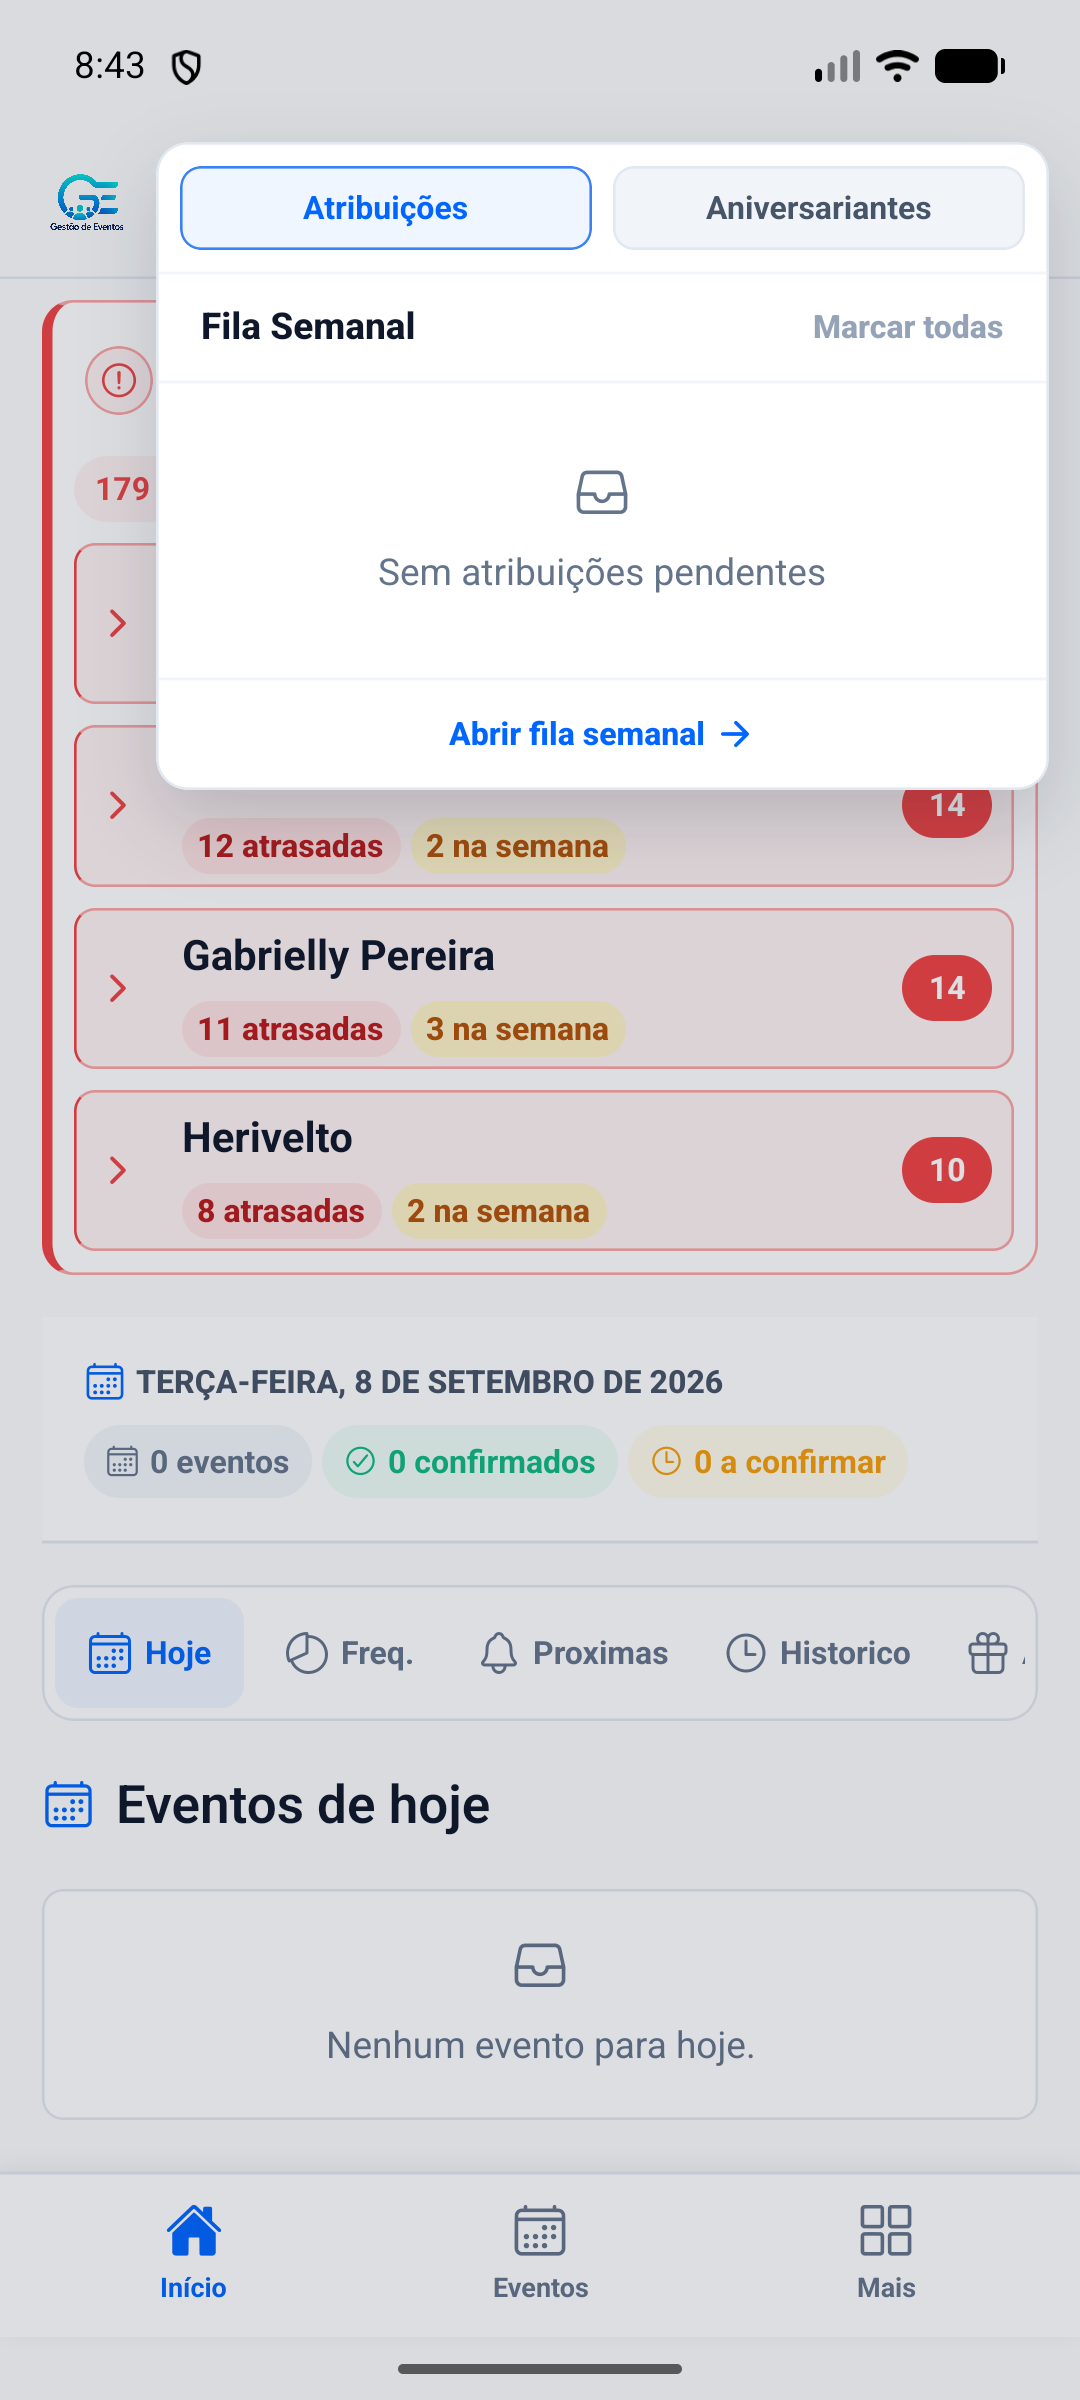 8:43
Gestão de Eventos
Atribuições
Aniversariantes
Fila Semanal
Marcar todas
179
Sem atribuições pendentes
Abrir fila semanal
14
12 atrasadas
2 na semana
Gabrielly Pereira
14
11 atrasadas
3 na semana
Herivelto
10
8 atrasadas
2 na semana
TERÇA-FEIRA, 8 DE SETEMBRO DE 2026
0 eventos
0 confirmados
0 a confirmar
Hoje
Freq.
Proximas
Historico
Eventos de hoje
Nenhum evento para hoje.
Início
Eventos
Mais